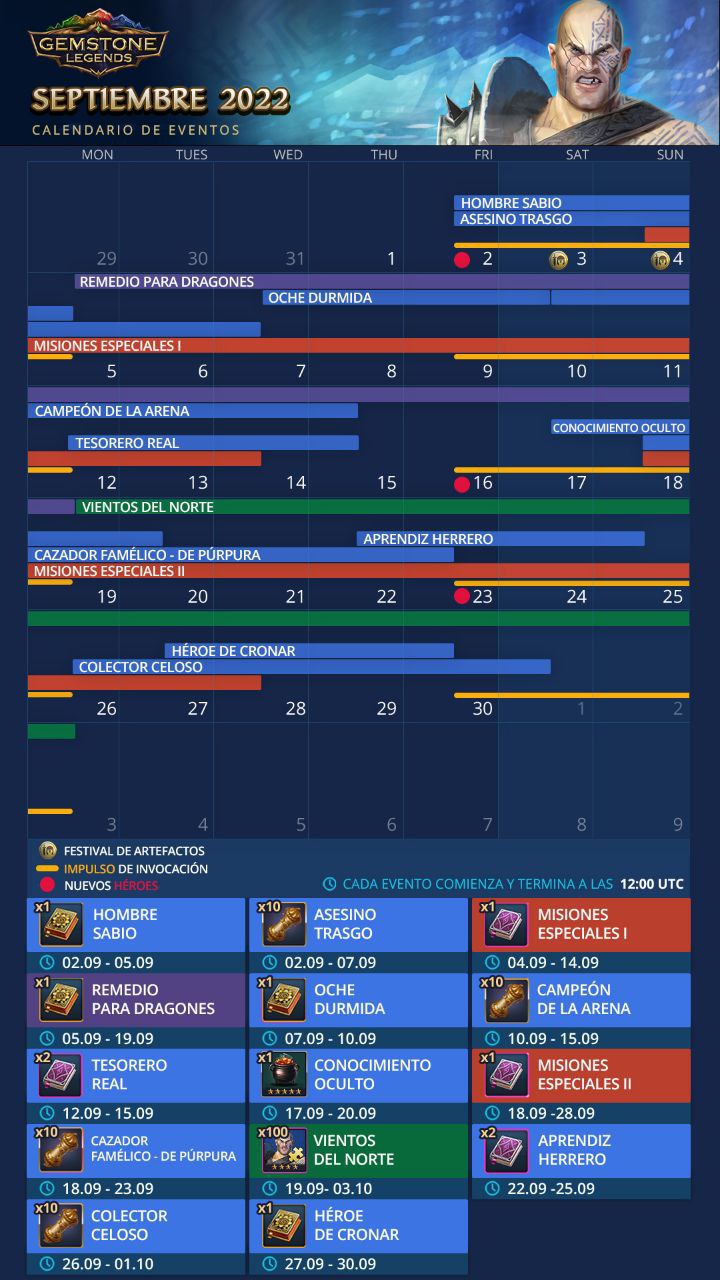 GEMSTONE
LEGENDS
SEPTIEMBRE 2022
CALENDARIO DE EVENTOS
MON TUES WED THU FRI SAT SUN
HOMBRE SABIO
ASESINO TRASGO
29 30 31 1 2 3 4
REMEDIO PARA DRAGONES
OCHE DURMIDA
MISIONES ESPECIALES I
5 6 7 8 9 10 11
CAMPEÓN DE LA ARENA
CONOCIMIENTO OCULTO
TESORERO REAL
12 13 14 15 16 17 18
VIENTOS DEL NORTE
APRENDIZ HERRERO
CAZADOR FAMÉLICO - DE PÚRPURA
MISIONES ESPECIALES II
19 20 21 22 23 24 25
HÉROE DE CRONAR
COLECTOR CELOSO
26 27 28 29 30 1 2
3 4 5 6 7 8 9
FESTIVAL DE ARTEFACTOS
IMPULSO DE INVOCACIÓN
NUEVOS HÉROES
CADA EVENTO COMIENZA Y TERMINA A LAS 12:00 UTC
x1
HOMBRE
SABIO
02.09 - 05.09
x10
ASESINO
TRASGO
02.09 - 07.09
x1
MISIONES
ESPECIALES I
04.09 - 14.09
x1
REMEDIO
PARA DRAGONES
05.09 - 19.09
x1
OCHE
DURMIDA
07.09 - 10.09
x10
CAMPEÓN
DE LA ARENA
10.09 - 15.09
x2
TESORERO
REAL
12.09 - 15.09
x1
CONOCIMIENTO
OCULTO
17.09 - 20.09
x1
MISIONES
ESPECIALES II
18.09 -28.09
x10
CAZADOR
FAMÉLICO - DE PÚRPURA
18.09 - 23.09
x100
VIENTOS
DEL NORTE
19.09- 03.10
x2
APRENDIZ
HERRERO
22.09 -25.09
x10
COLECTOR
CELOSO
26.09 - 01.10
x1
HÉROE
DE CRONAR
27.09 - 30.09